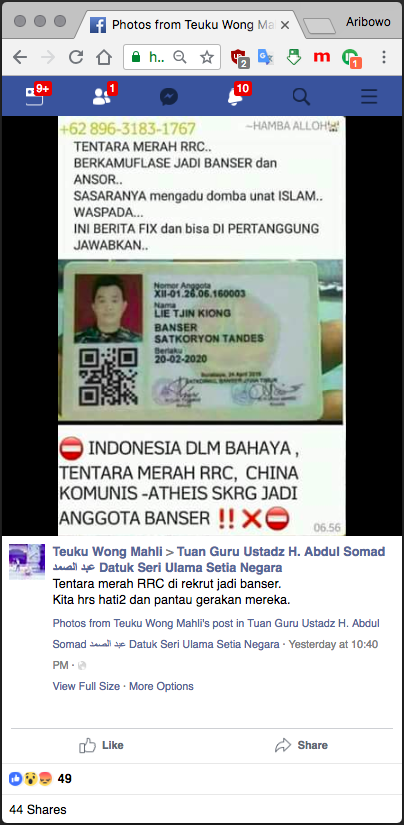 Photos from Teuku Wong Ma
Aribowo
h...
2
1
9+
1
10
+62 896-3183-1767
~HAMBA ALLOH
TENTARA MERAH RRC..
BERKAMUFLASE JADI BANSER dan
ANSOR..
SASARANYA mengadu domba unat ISLAM..
WASPADA...
INI BERITA FIX dan bisa DI PERTANGGUNG
JAWABKAN..
Nomor Anggota
XII-01.26.06.160003
Nama
LIE TJIN KIONG
BANSER
SATKORYON TANDES
Berlaku
20-02-2020
Surabaya, 24 April 2016
INDONESIA DLM BAHAYA ,
TENTARA MERAH RRC, CHINA
KOMUNIS -ATHEIS SKRG JADI
ANGGOTA BANSER ‼️❌⛔
06.56
Teuku Wong Mahli > Tuan Guru Ustadz H. Abdul Somad
عبد الصمد Datuk Seri Ulama Setia Negara
Tentara merah RRC di rekrut jadi banser.
Kita hrs hati2 dan pantau gerakan mereka.
Photos from Teuku Wong Mahli's post in Tuan Guru Ustadz H. Abdul
Somad عبد الصمد Datuk Seri Ulama Setia Negara · Yesterday at 10:40
PM ·
View Full Size · More Options
Like
Share
49
44 Shares